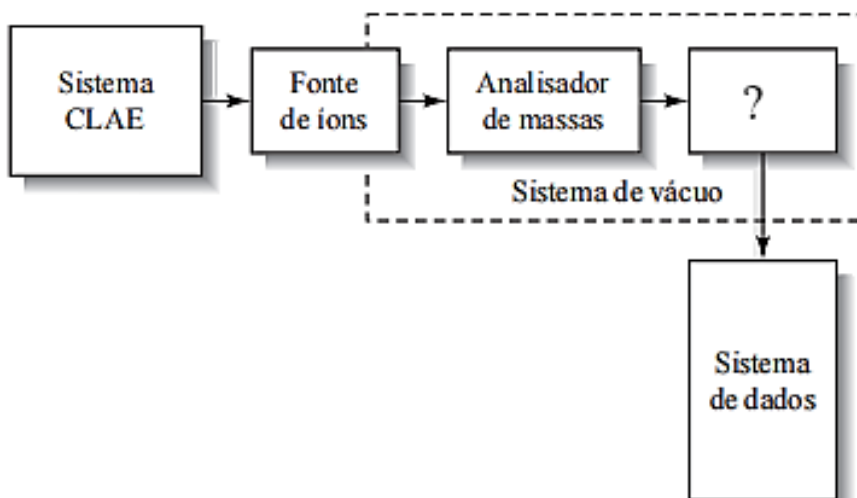 Sistema
CLAE
Fonte
de íons
Analisador
de massas
?
Sistema de vácuo
Sistema
de dados